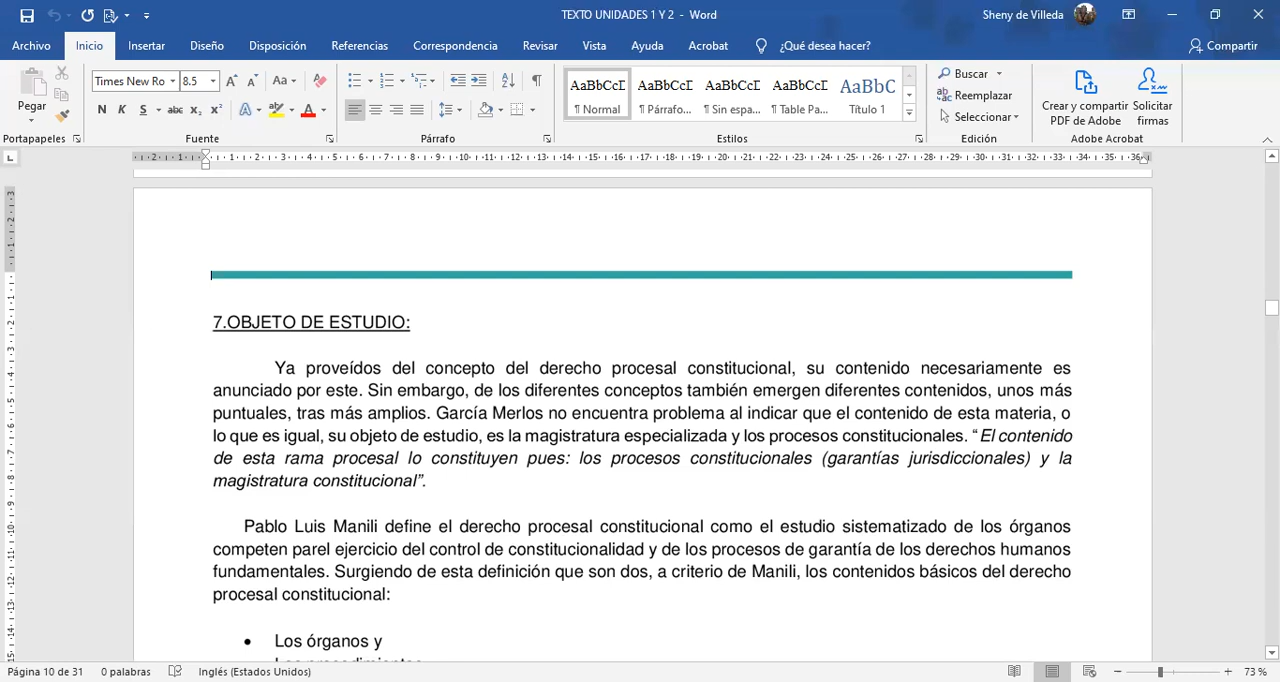 TEXTO UNIDADES 1 Y 2 - Word
Sheny de Villeda
Archivo Inicio Insertar Diseño Disposición Referencias Correspondencia Revisar Vista Ayuda Acrobat ¿Qué desea hacer? Compartir
Pegar
Times New Ro 8.5
Aa
N K S abc x₂ x² A ab A
AaBbCcD AaBbCcD AaBbCcD AaBbCcD AaBbC
¶ Normal ¶ Párrafo... ¶ Sin espa... ¶ Table Pa... Título 1
Buscar
Reemplazar
Seleccionar
Crear y compartir
PDF de Adobe
Solicitar
firmas
Portapapeles Fuente Párrafo Estilos Edición Adobe Acrobat
7.OBJETO DE ESTUDIO:
Ya proveídos del concepto del derecho procesal constitucional, su contenido necesariamente es
anunciado por este. Sin embargo, de los diferentes conceptos también emergen diferentes contenidos, unos más
puntuales, tras más amplios. García Merlos no encuentra problema al indicar que el contenido de esta materia, o
lo que es igual, su objeto de estudio, es la magistratura especializada y los procesos constitucionales. “El contenido
de esta rama procesal lo constituyen pues: los procesos constitucionales (garantías jurisdiccionales) y la
magistratura constitucional”.
Pablo Luis Manili define el derecho procesal constitucional como el estudio sistematizado de los órganos
competen parel ejercicio del control de constitucionalidad y de los procesos de garantía de los derechos humanos
fundamentales. Surgiendo de esta definición que son dos, a criterio de Manili, los contenidos básicos del derecho
procesal constitucional:
• Los órganos y
Página 10 de 31 0 palabras Inglés (Estados Unidos) 73 %